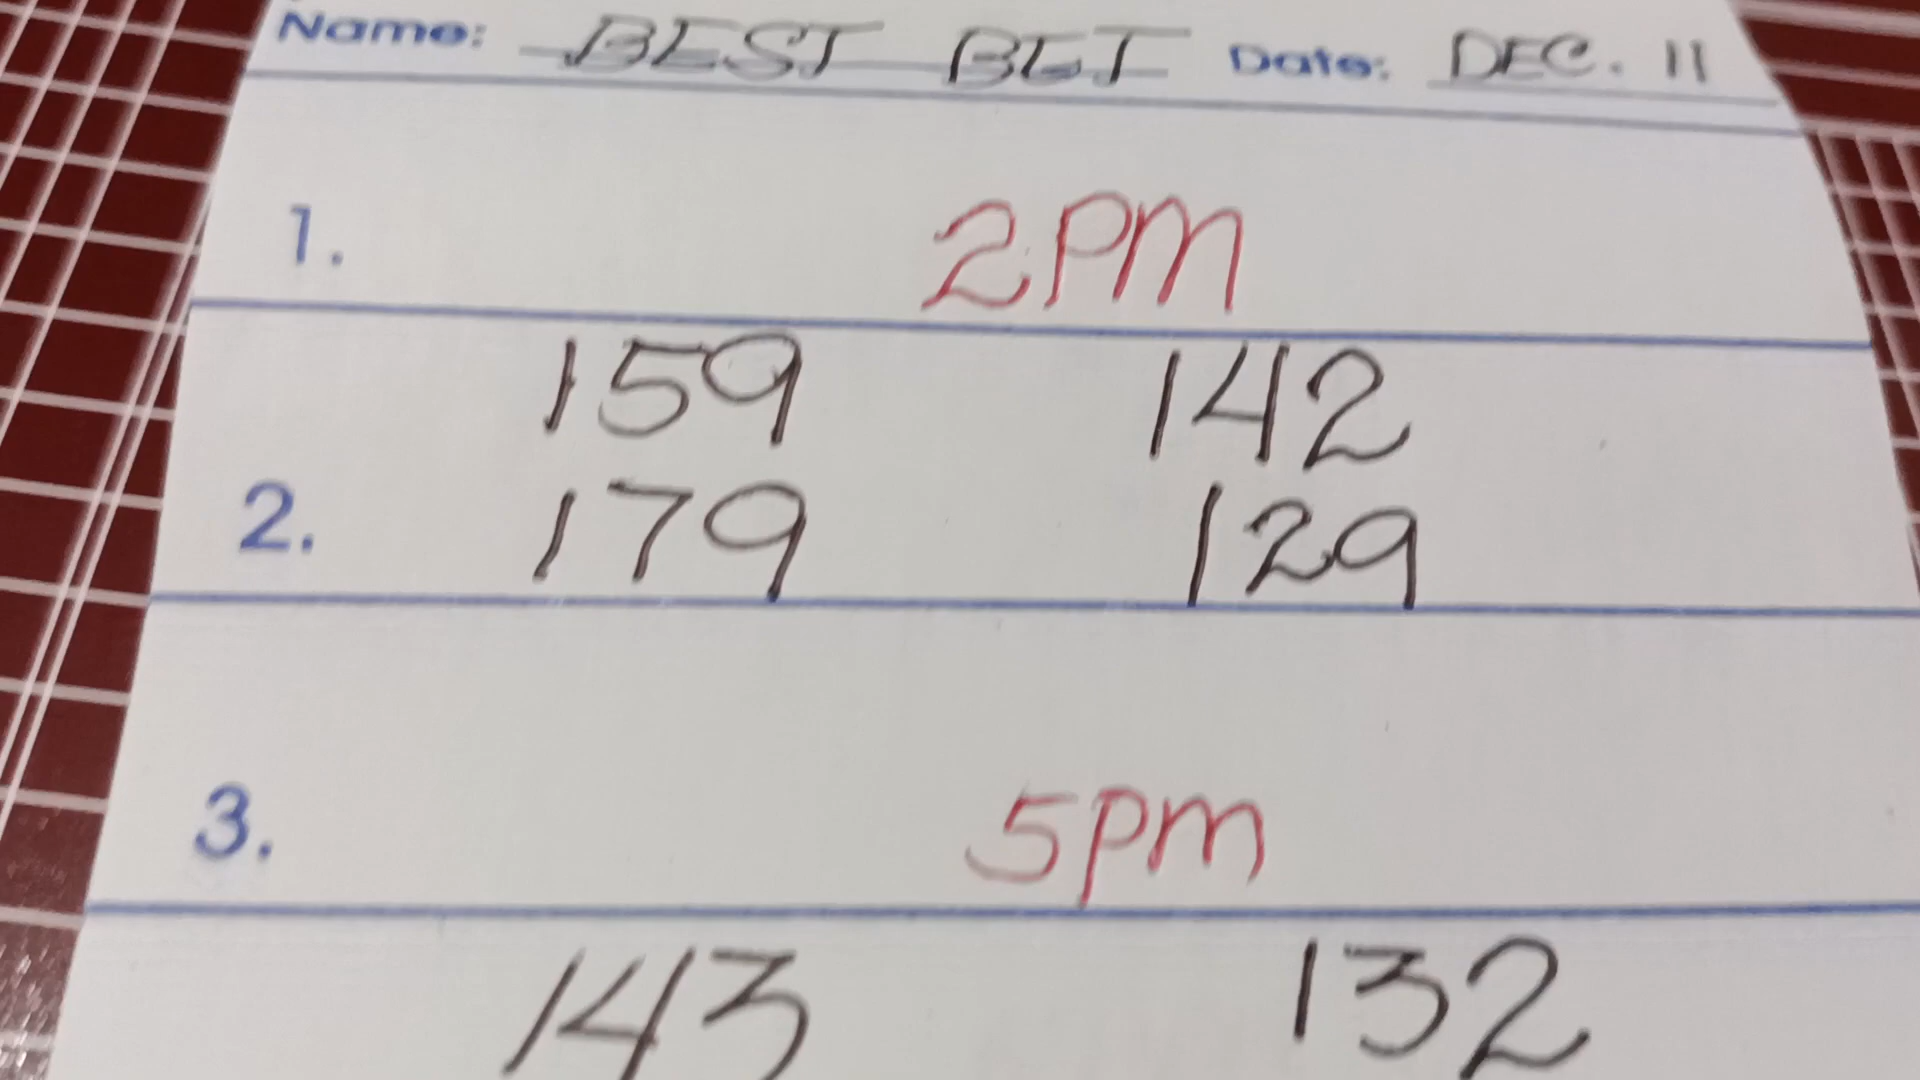 Name: BEST BET Date: DEC. 11
1. 2PM
159 142
2. 179 129
3. 5pm
143 132